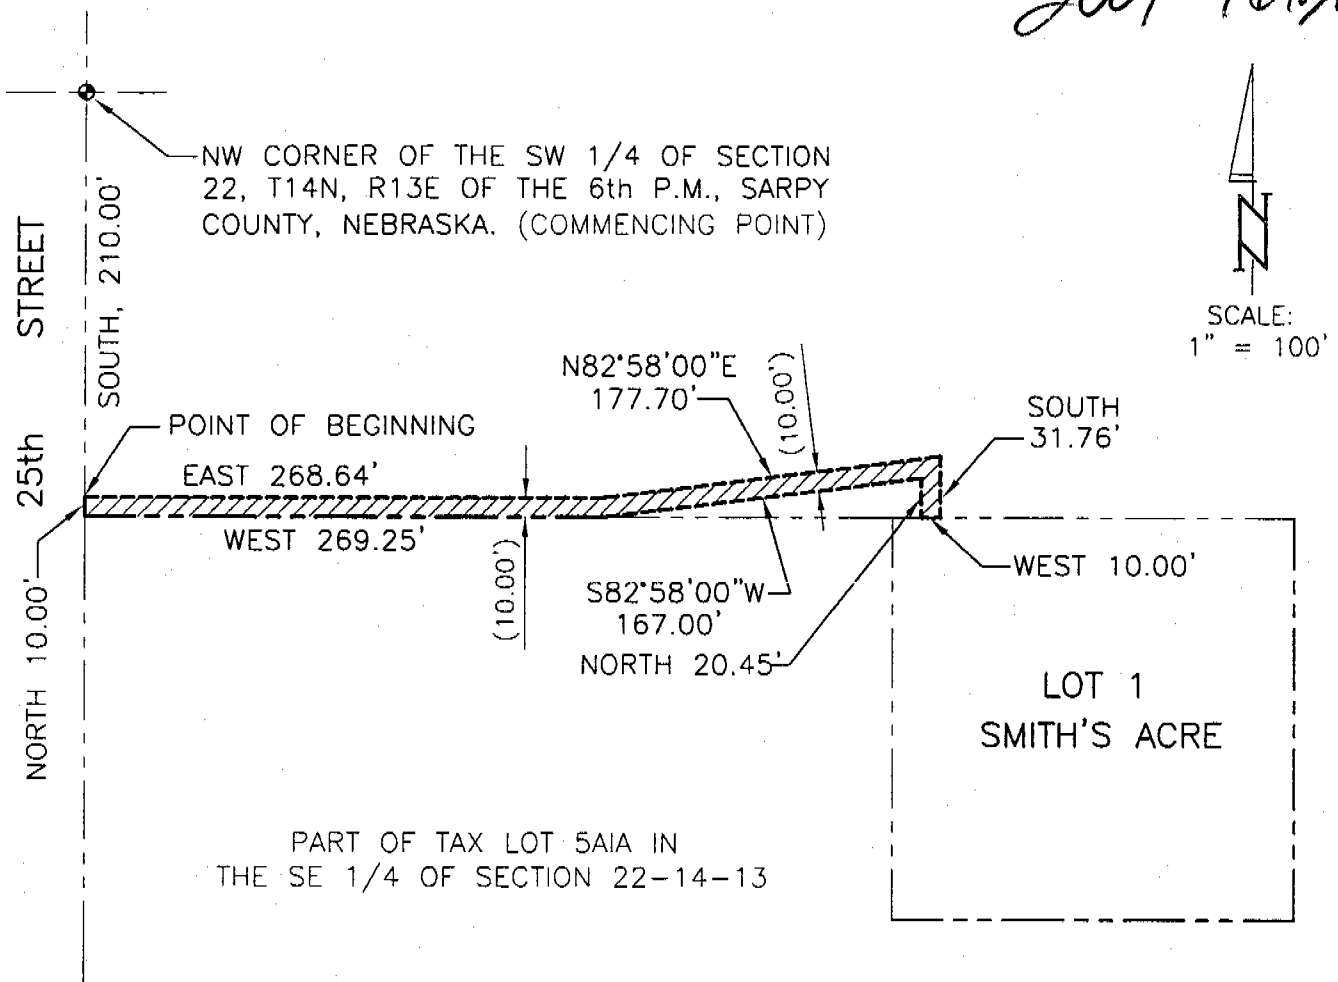 NW CORNER OF THE SW 1/4 OF SECTION
22, T14N, R13E OF THE 6th P.M., SARPY
COUNTY, NEBRASKA. (COMMENCING POINT)
25th STREET
SOUTH, 210.00'
N
SCALE:
1" = 100'
N82°58'00"E
177.70'
(10.00')
SOUTH
31.76'
POINT OF BEGINNING
EAST 268.64'
WEST 269.25'
(10.00')
NORTH 10.00'
WEST 10.00'
S82°58'00"W
167.00'
NORTH 20.45'
LOT 1
SMITH'S ACRE
PART OF TAX LOT 5A1A IN
THE SE 1/4 OF SECTION 22-14-13